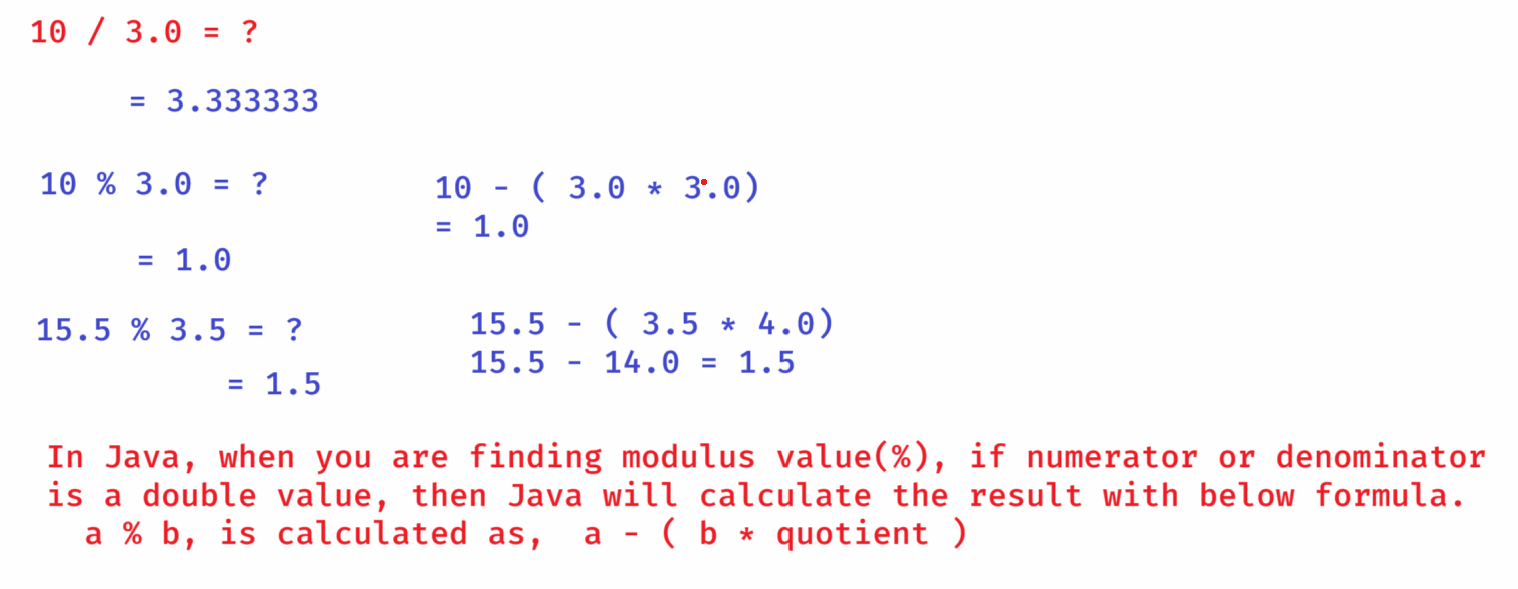 10 / 3.0 = ?
= 3.333333
10 % 3.0 = ?
10 - ( 3.0 * 3.0)
= 1.0
= 1.0
15.5 % 3.5 = ?
15.5 - ( 3.5 * 4.0)
15.5 - 14.0 = 1.5
= 1.5
In Java, when you are finding modulus value(%), if numerator or denominator
is a double value, then Java will calculate the result with below formula.
a % b, is calculated as,  a - ( b * quotient )